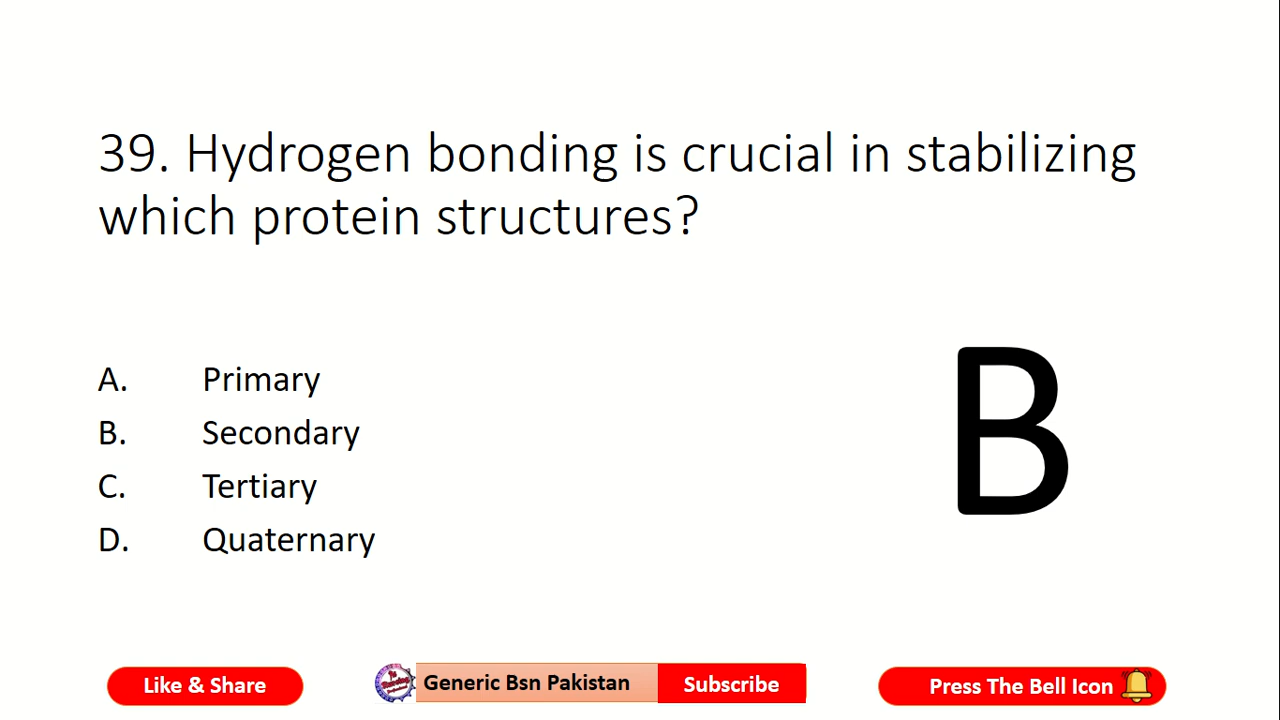 39. Hydrogen bonding is crucial in stabilizing
which protein structures?
A. Primary
B. Secondary
C. Tertiary
D. Quaternary
B
Like & Share
Generic Bsn Pakistan
Subscribe
Press The Bell Icon